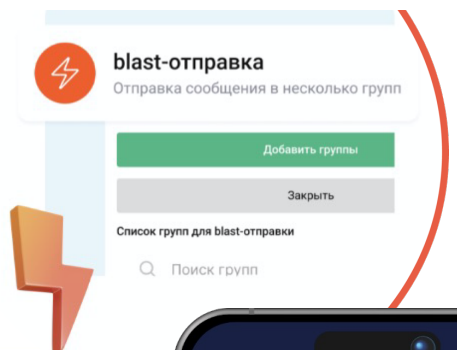 blast-отправка
Отправка сообщения в несколько групп
Добавить группы
Закрыть
Список групп для blast-отправки
Поиск групп